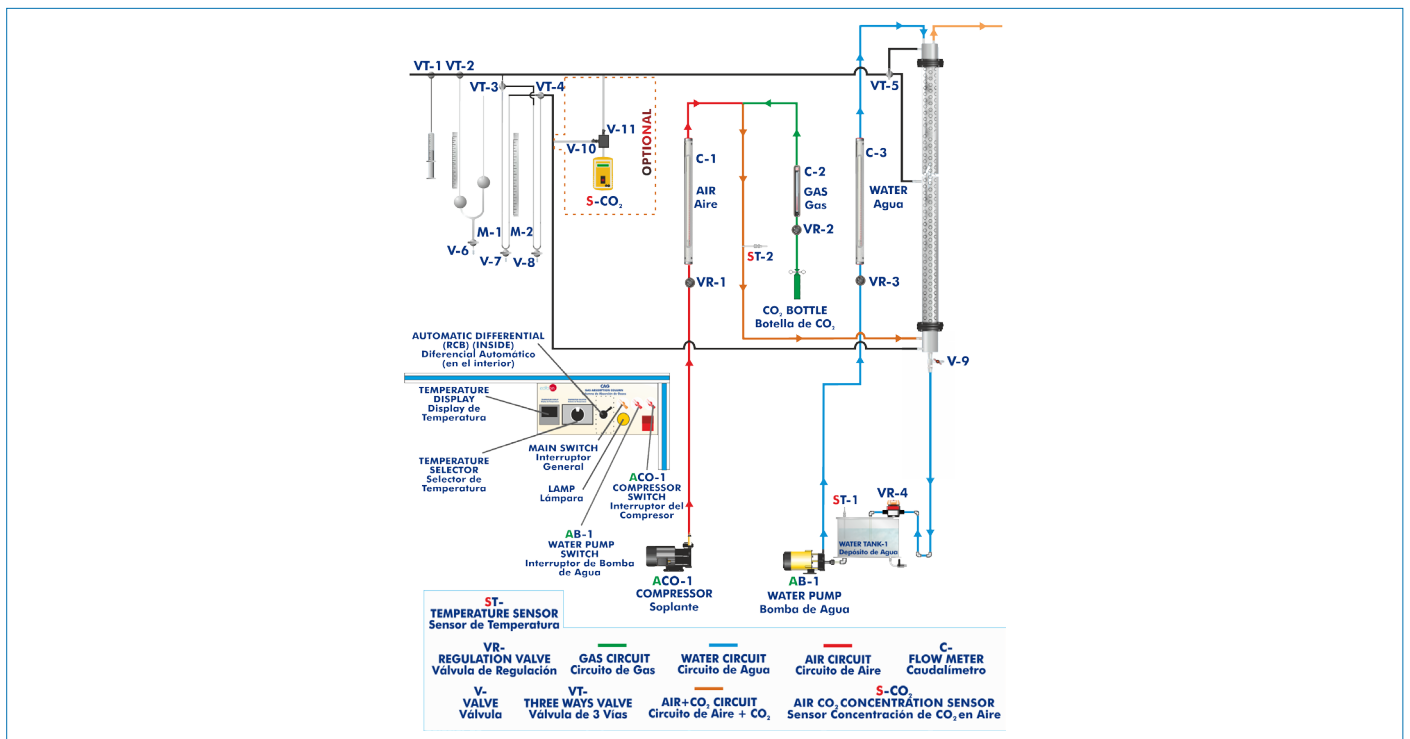 VT-1 VT-2
VT-3
VT-4
VT-5
V-11
V-10
OPTIONAL
S-CO2
M-1
M-2
V-6
V-7
V-8
C-1
AIR
Aire
C-2
GAS
Gas
C-3
WATER
Agua
VR-2
ST-2
VR-1
VR-3
CO2 BOTTLE
Botella de CO2
V-9
AUTOMATIC DIFFERENTIAL
(RCB) (INSIDE)
Diferencial Automático
(en el interior)
TEMPERATURE
DISPLAY
Display de
Temperatura
CAG
TEMPERATURE
SELECTOR
Selector de
Temperatura
MAIN SWITCH
Interruptor
General
LAMP
Lámpara
ACO-1
COMPRESSOR
SWITCH
Interruptor del
Compresor
AB-1
WATER PUMP
SWITCH
Interruptor de Bomba
de Agua
ACO-1
COMPRESSOR
Soplante
ST-1
VR-4
WATER TANK-1
Depósito de Agua
AB-1
WATER PUMP
Bomba de Agua
ST-
TEMPERATURE SENSOR
Sensor de Temperatura
VR-
REGULATION VALVE
Válvula de Regulación
GAS CIRCUIT
Circuito de Gas
WATER CIRCUIT
Circuito de Agua
AIR CIRCUIT
Circuito de Aire
C-
FLOW METER
Caudalímetro
V-
VALVE
Válvula
VT-
THREE WAYS VALVE
Válvula de 3 Vías
AIR+CO2 CIRCUIT
Circuito de Aire + CO2
S-CO2
AIR CO2 CONCENTRATION SENSOR
Sensor Concentración de CO2 en Aire